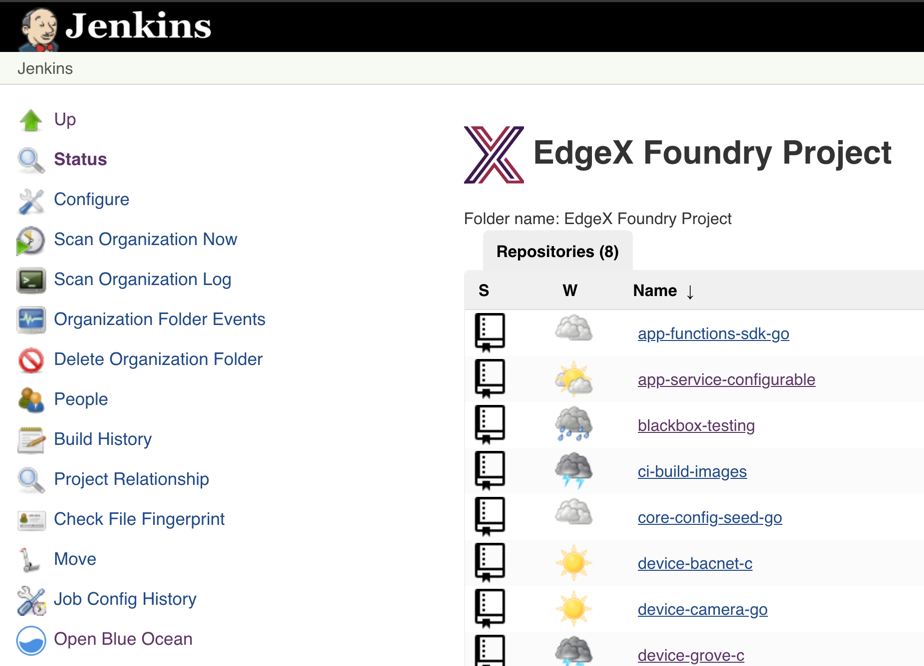 Jenkins
Jenkins
Up
Status
Configure
Scan Organization Now
Scan Organization Log
Organization Folder Events
Delete Organization Folder
People
Build History
Project Relationship
Check File Fingerprint
Move
Job Config History
Open Blue Ocean
EdgeX Foundry Project
Folder name: EdgeX Foundry Project
Repositories (8)
S W Name ↓
app-functions-sdk-go
app-service-configurable
blackbox-testing
ci-build-images
core-config-seed-go
device-bacnet-c
device-camera-go
device-grove-c